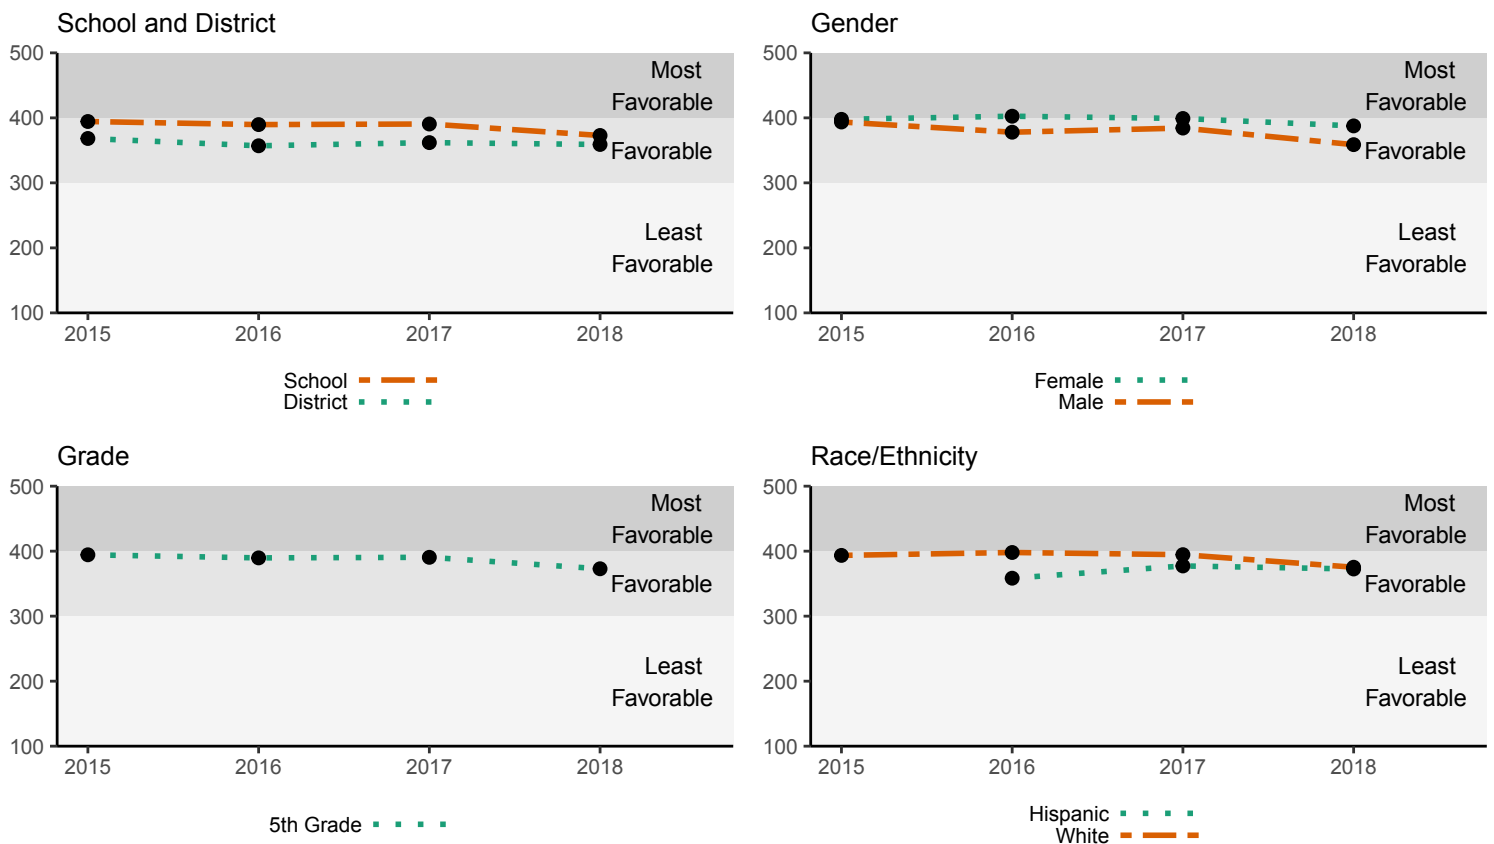 School and District
500
400
300
200
100
Most
Favorable
Favorable
Least
Favorable
2015 2016 2017 2018
School
District
Gender
500
400
300
200
100
Most
Favorable
Favorable
Least
Favorable
2015 2016 2017 2018
Female
Male
Grade
500
400
300
200
100
Most
Favorable
Favorable
Least
Favorable
2015 2016 2017 2018
5th Grade
Race/Ethnicity
500
400
300
200
100
Most
Favorable
Favorable
Least
Favorable
2015 2016 2017 2018
Hispanic
White